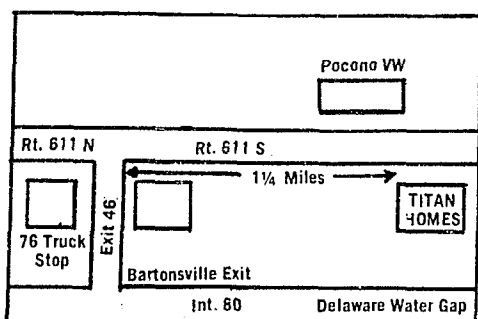 Pocono VW
Rt. 611 N
Rt. 611 S
1¼ Miles
Exit 46
76 Truck
Stop
TITAN
HOMES
Bartonsville Exit
Int. 80
Delaware Water Gap